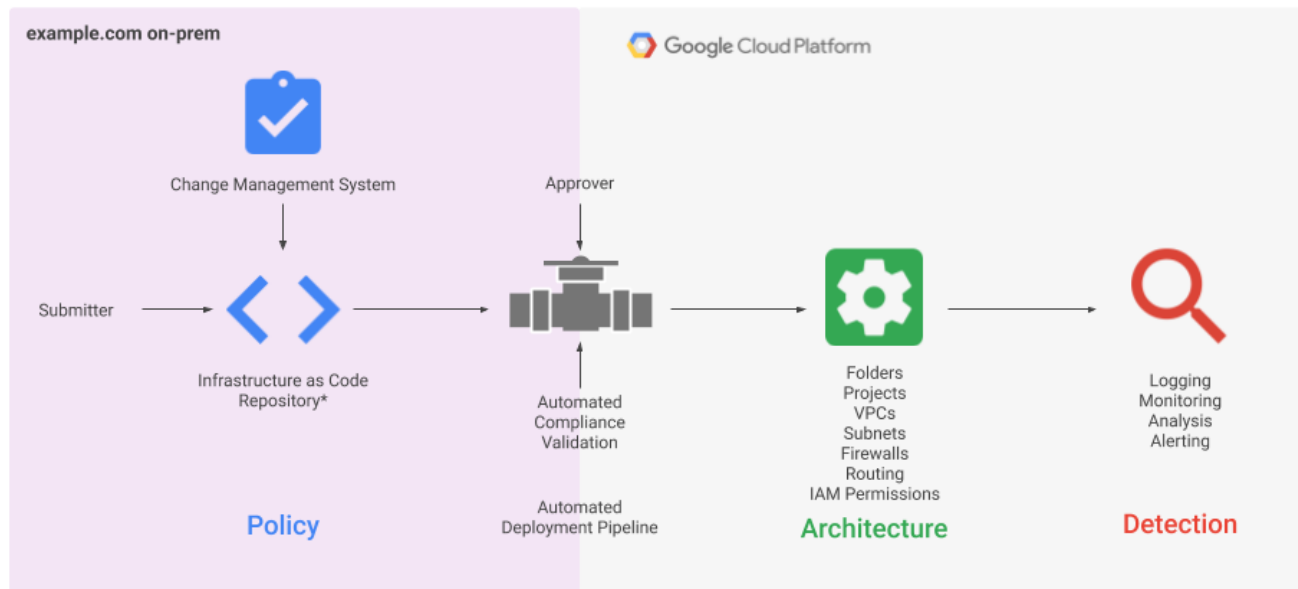 example.com on-prem
Google Cloud Platform
Change Management System
Approver
Submitter
Infrastructure as Code
Repository*
Automated
Compliance
Validation
Automated
Deployment Pipeline
Folders
Projects
VPCs
Subnets
Firewalls
Routing
IAM Permissions
Logging
Monitoring
Analysis
Alerting
Policy
Architecture
Detection